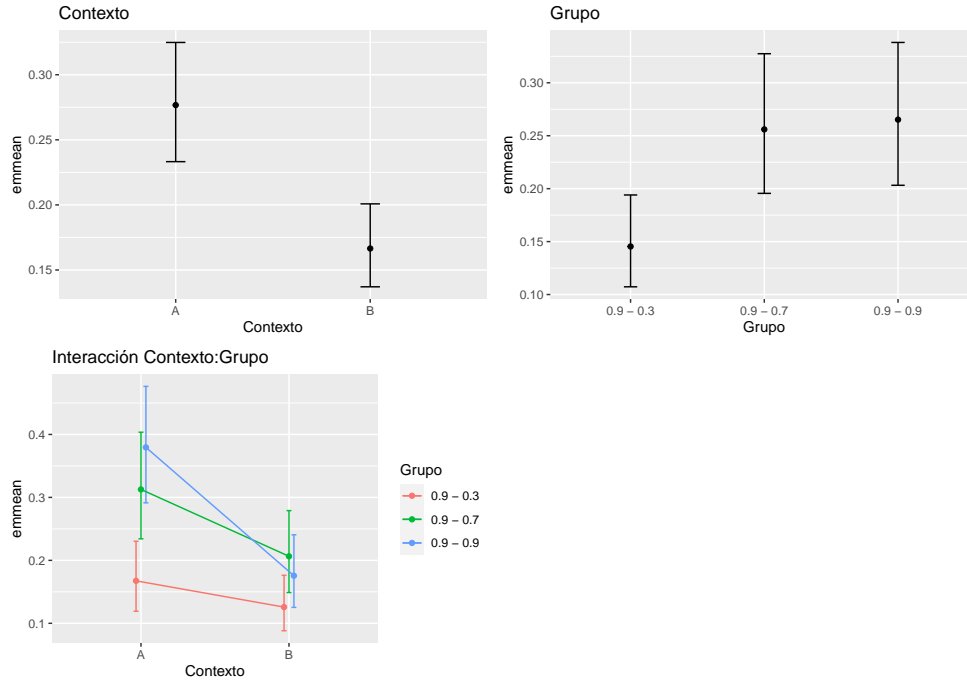 Contexto
emmean
0.30
0.25
0.20
0.15
A
B
Contexto
Grupo
emmean
0.30
0.25
0.20
0.15
0.10
0.9 − 0.3
0.9 − 0.7
0.9 − 0.9
Grupo
Interacción Contexto:Grupo
emmean
0.4
0.3
0.2
0.1
A
B
Contexto
Grupo
0.9 − 0.3
0.9 − 0.7
0.9 − 0.9